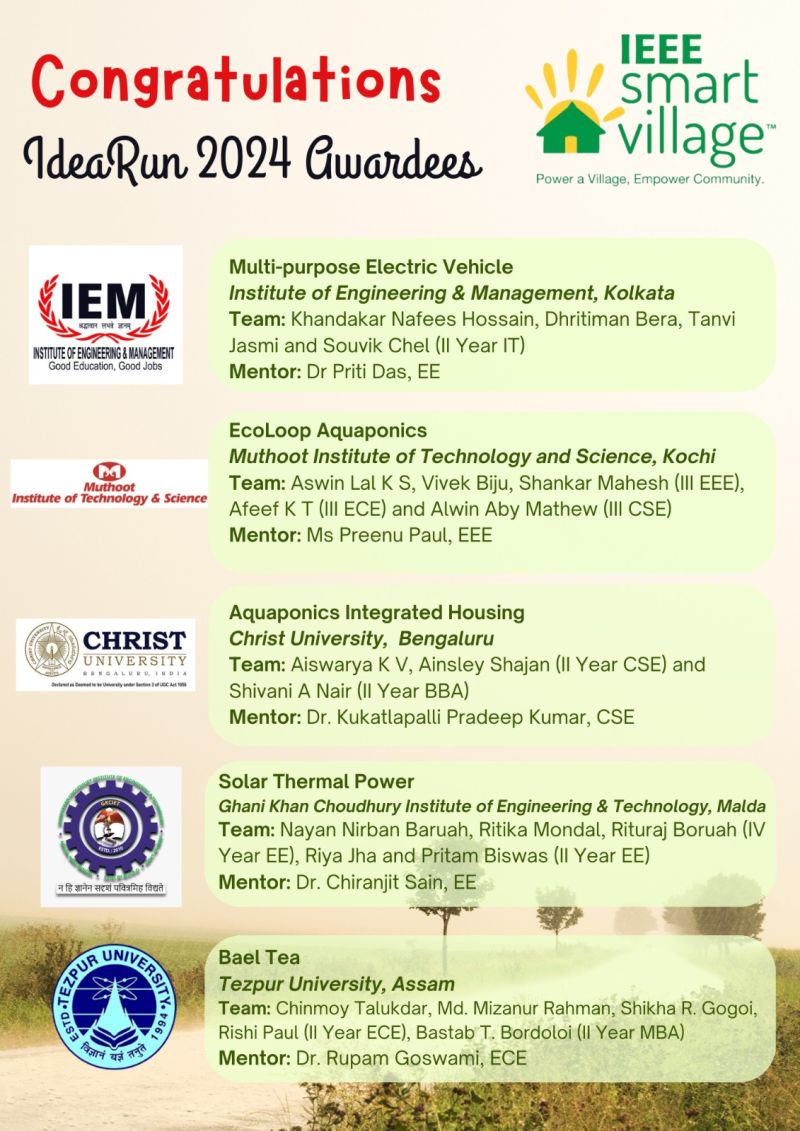 Congratulations
IdeaRun 2024 Awardees
IEEE
smart
village™
Power a Village, Empower Community.
IEM
श्रद्धावान लभते ज्ञानम्
INSTITUTE OF ENGINEERING & MANAGEMENT
Good Education, Good Jobs
Multi-purpose Electric Vehicle
Institute of Engineering & Management, Kolkata
Team: Khandakar Nafees Hossain, Dhritiman Bera, Tanvi
Jasmi and Souvik Chel (II Year IT)
Mentor: Dr Priti Das, EE
Muthoot
Institute of Technology & Science
EcoLoop Aquaponics
Muthoot Institute of Technology and Science, Kochi
Team: Aswin Lal K S, Vivek Biju, Shankar Mahesh (III EEE),
Afeef K T (III ECE) and Alwin Aby Mathew (III CSE)
Mentor: Ms Preenu Paul, EEE
CHRIST
UNIVERSITY
BENGALURU, INDIA
Declared as Deemed to be University under Section 3 of UGC Act 1956
Aquaponics Integrated Housing
Christ University, Bengaluru
Team: Aiswarya K V, Ainsley Shajan (II Year CSE) and
Shivani A Nair (II Year BBA)
Mentor: Dr. Kukatlapalli Pradeep Kumar, CSE
GKCIET
ESTD.: 2010
न हि ज्ञानेन सदृशं पवित्रमिह विद्यते
Solar Thermal Power
Ghani Khan Choudhury Institute of Engineering & Technology, Malda
Team: Nayan Nirban Baruah, Ritika Mondal, Rituraj Boruah (IV
Year EE), Riya Jha and Pritam Biswas (II Year EE)
Mentor: Dr. Chiranjit Sain, EE
TEZPUR UNIVERSITY
ESTD 1994
विज्ञानं यज्ञं तनुते
Bael Tea
Tezpur University, Assam
Team: Chinmoy Talukdar, Md. Mizanur Rahman, Shikha R. Gogoi,
Rishi Paul (II Year ECE), Bastab T. Bordoloi (II Year MBA)
Mentor: Dr. Rupam Goswami, ECE